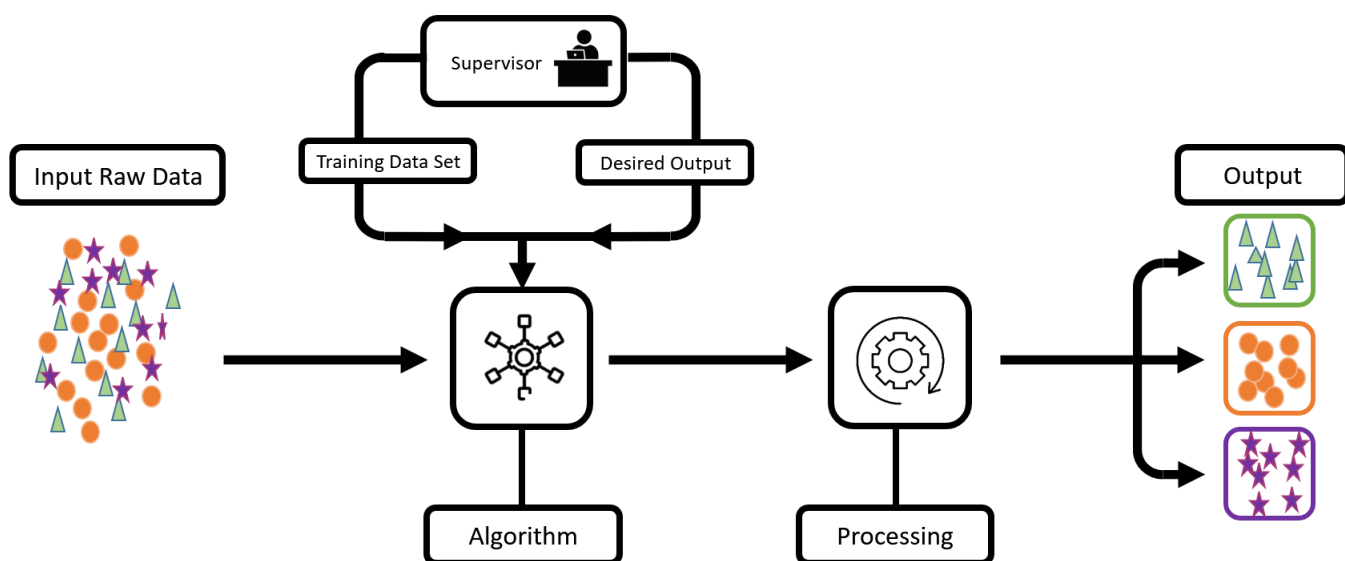 Supervisor
Training Data Set
Desired Output
Input Raw Data
Output
Algorithm
Processing